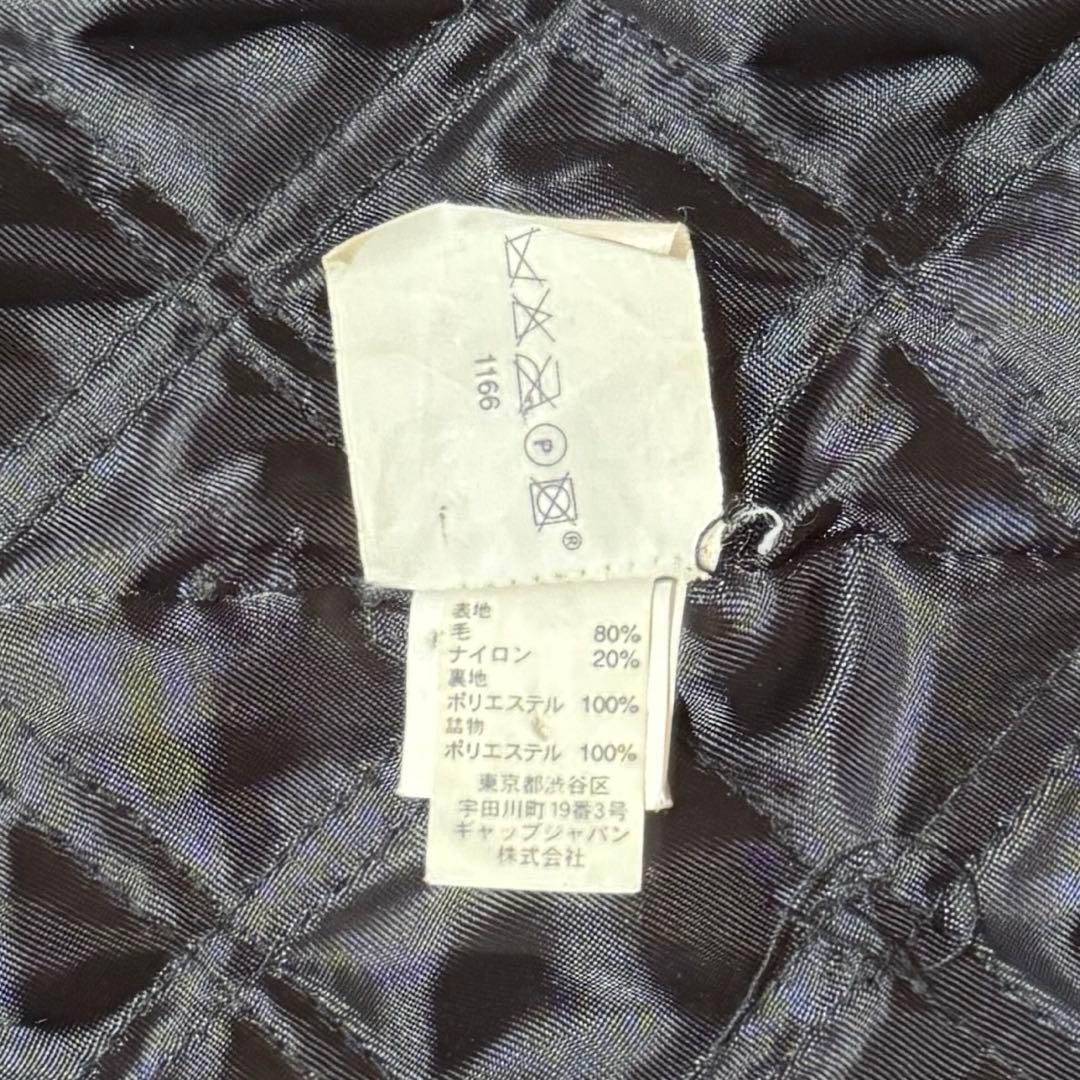 1166
P
®
表地
毛 80%
ナイロン 20%
裏地
ポリエステル 100%
詰物
ポリエステル 100%
東京都渋谷区
宇田川町19番3号
ギャップジャパン
株式会社